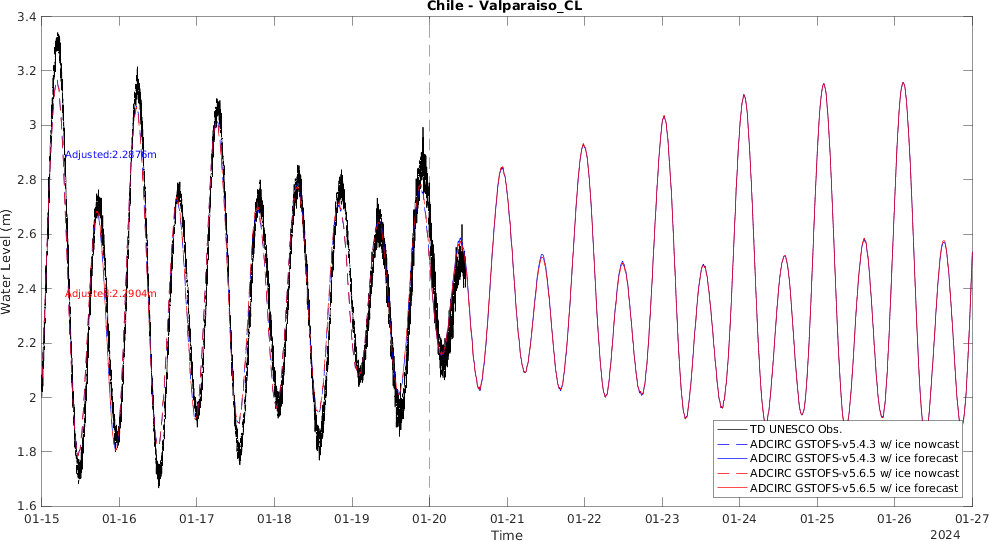 Chile - Valparaiso_CL
3.4
3.2
3
2.8
2.6
2.4
2.2
2
1.8
1.6
Water Level (m)
Adjusted:2.2876m
Adjusted:2.2904m
TD UNESCO Obs.
ADCIRC GSTOFS-v5.4.3 w/ ice nowcast
ADCIRC GSTOFS-v5.4.3 w/ ice forecast
ADCIRC GSTOFS-v5.6.5 w/ ice nowcast
ADCIRC GSTOFS-v5.6.5 w/ ice forecast
01-15 01-16 01-17 01-18 01-19 01-20 01-21 01-22 01-23 01-24 01-25 01-26 01-27
Time
2024